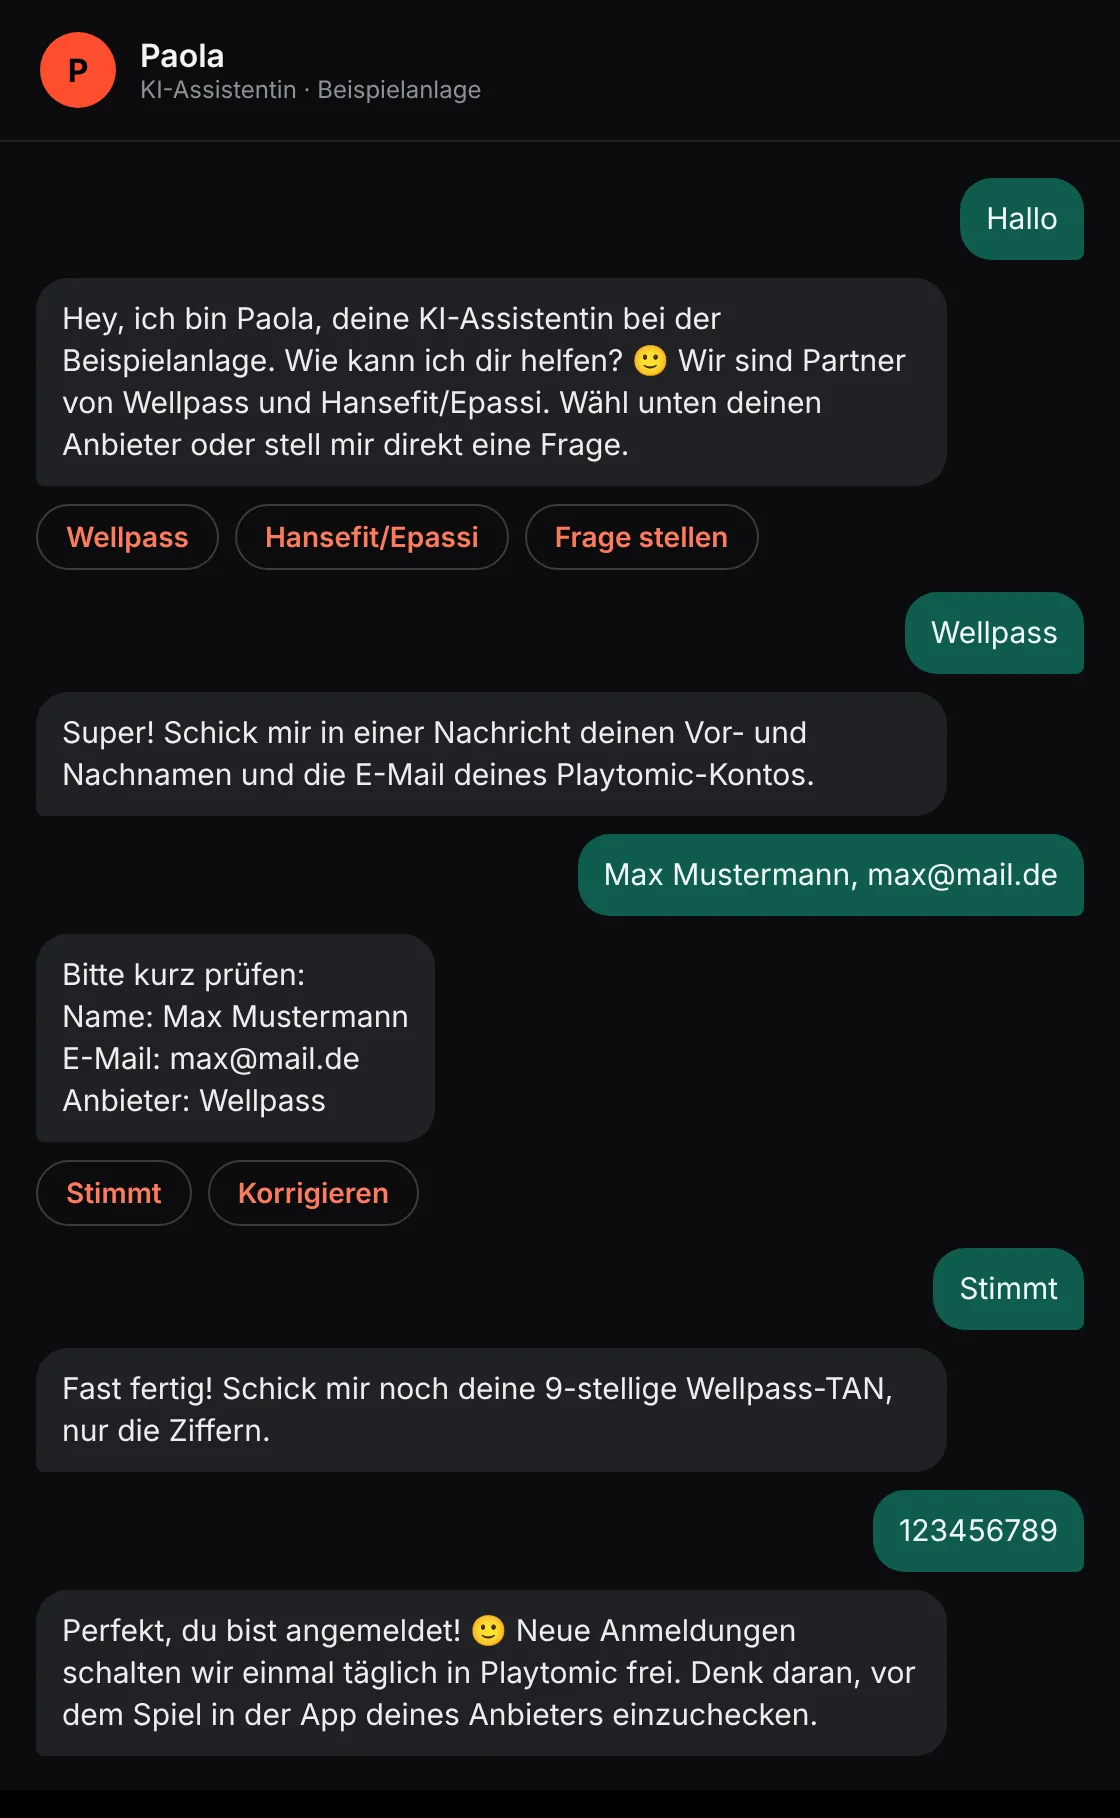 P
Paola
KI-Assistentin · Beispielanlage
Hallo
Hey, ich bin Paola, deine KI-Assistentin bei der
Beispielanlage. Wie kann ich dir helfen? 🙂 Wir sind Partner
von Wellpass und Hansefit/Epassi. Wähl unten deinen
Anbieter oder stell mir direkt eine Frage.
Wellpass
Hansefit/Epassi
Frage stellen
Wellpass
Super! Schick mir in einer Nachricht deinen Vor- und
Nachnamen und die E-Mail deines Playtomic-Kontos.
Max Mustermann, max@mail.de
Bitte kurz prüfen:
Name: Max Mustermann
E-Mail: max@mail.de
Anbieter: Wellpass
Stimmt
Korrigieren
Stimmt
Fast fertig! Schick mir noch deine 9-stellige Wellpass-TAN,
nur die Ziffern.
123456789
Perfekt, du bist angemeldet! 🙂 Neue Anmeldungen
schalten wir einmal täglich in Playtomic frei. Denk daran, vor
dem Spiel in der App deines Anbieters einzuchecken.